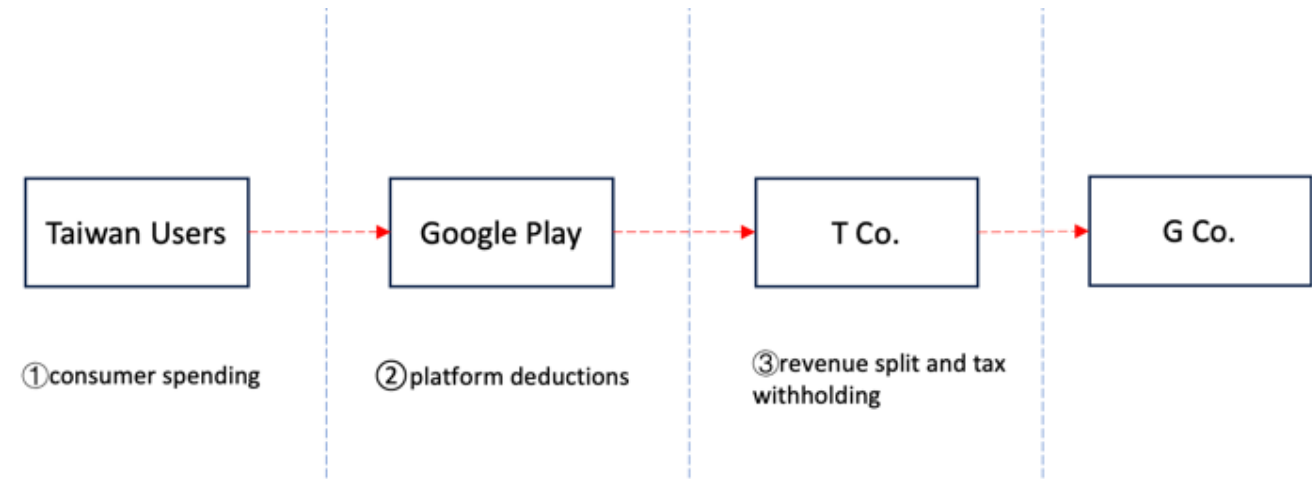 Taiwan Users
Google Play
T Co.
G Co.
①consumer spending
②platform deductions
③revenue split and tax
withholding